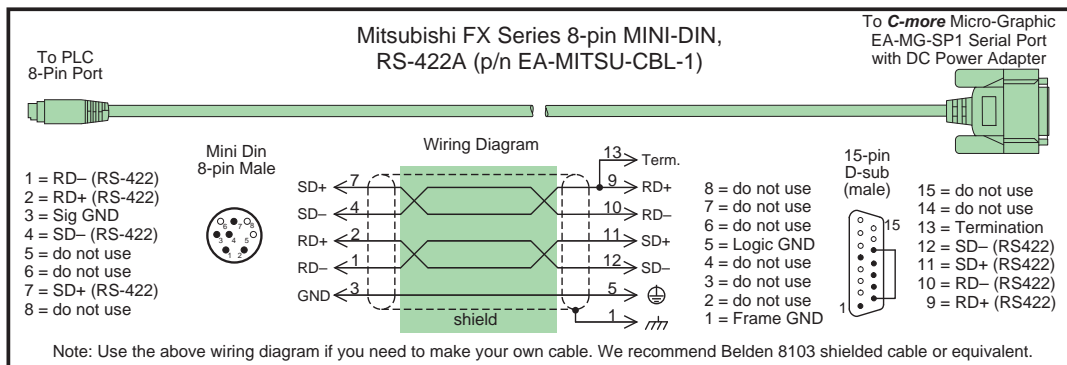 Mitsubishi FX Series 8-pin MINI-DIN,
RS-422A (p/n EA-MITSU-CBL-1)
To PLC
8-Pin Port
To C-more Micro-Graphic
EA-MG-SP1 Serial Port
with DC Power Adapter
1 = RD– (RS-422)
2 = RD+ (RS-422)
3 = Sig GND
4 = SD– (RS-422)
5 = do not use
6 = do not use
7 = SD+ (RS-422)
8 = do not use
Mini Din
8-pin Male
6 7 8
3 4 5
1 2
Wiring Diagram
13 Term.
SD+ 7 9 RD+
SD– 4 10 RD–
RD+ 2 11 SD+
RD– 1 12 SD–
GND 3 5
shield 1
8 = do not use
7 = do not use
6 = do not use
5 = Logic GND
4 = do not use
3 = do not use
2 = do not use
1 = Frame GND
15-pin
D-sub
(male)
15
1
15 = do not use
14 = do not use
13 = Termination
12 = SD– (RS422)
11 = SD+ (RS422)
10 = RD– (RS422)
9 = RD+ (RS422)
Note: Use the above wiring diagram if you need to make your own cable. We recommend Belden 8103 shielded cable or equivalent.